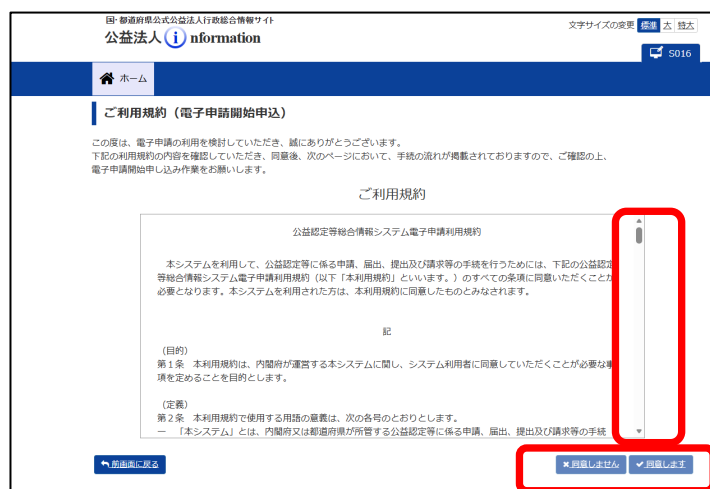 国・都道府県公式公益法人行政総合情報サイト
公益法人 i nformation
文字サイズの変更 標準 大 特大
S016
ホーム
ご利用規約（電子申請開始申込）
この度は、電子申請の利用を検討していただき、誠にありがとうございます。
下記の利用規約の内容を確認していただき、同意後、次のページにおいて、手続の流れが掲載されておりますので、ご確認の上、
電子申請開始申し込み作業をお願いします。
ご利用規約
公益認定等総合情報システム電子申請利用規約
本システムを利用して、公益認定等に係る申請、届出、提出及び請求等の手続を行うためには、下記の公益認定
等総合情報システム電子申請利用規約（以下「本利用規約」といいます。）のすべての条項に同意いただくことが
必要となります。本システムを利用された方は、本利用規約に同意したものとみなされます。
記
（目的）
第１条　本利用規約は、内閣府が運営する本システムに関し、システム利用者に同意していただくことが必要な事
項を定めることを目的とします。
（定義）
第２条　本利用規約で使用する用語の意義は、次の各号のとおりとします。
一　「本システム」とは、内閣府又は都道府県が所管する公益認定等に係る申請、届出、提出及び請求等の手続
前画面に戻る
同意しません
同意します